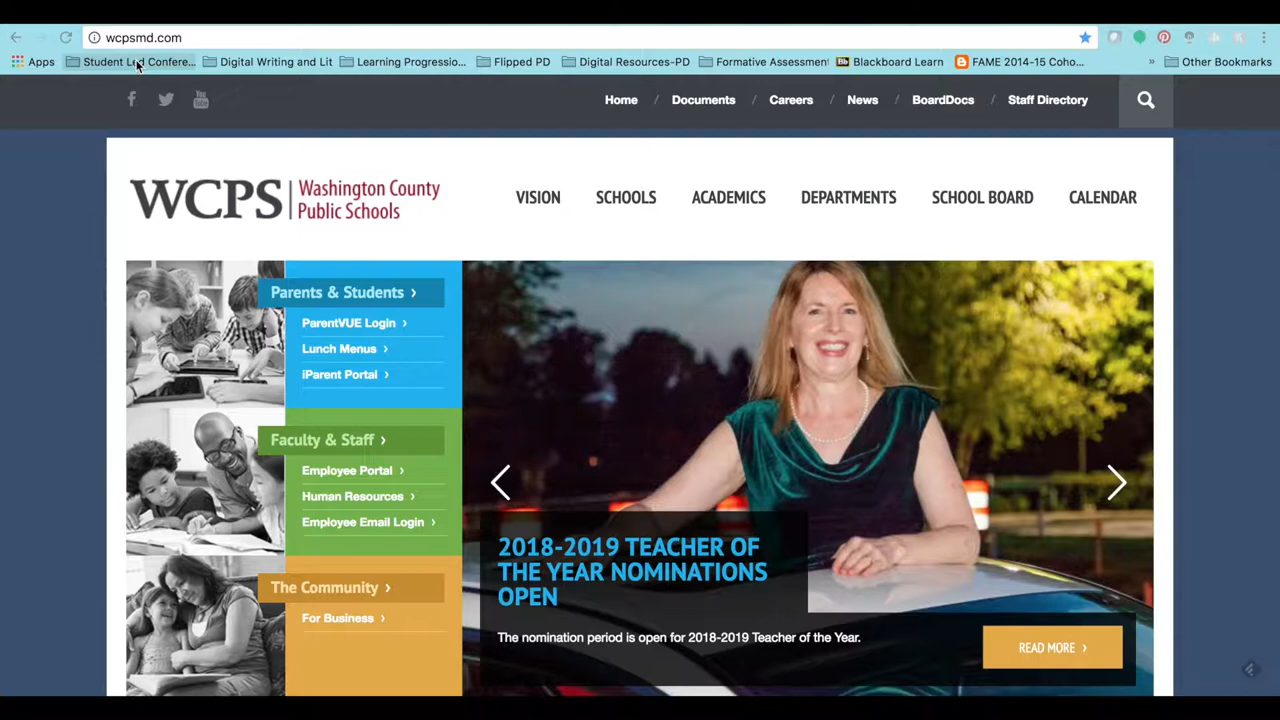 wcpsmd.com
Apps Student Led Confere... Digital Writing and Lit Learning Progressio... Flipped PD Digital Resources-PD Formative Assessment Bb Blackboard Learn FAME 2014-15 Coho... » Other Bookmarks
You Tube Home / Documents / Careers / News / BoardDocs / Staff Directory
WCPS | Washington County
Public Schools
VISION SCHOOLS ACADEMICS DEPARTMENTS SCHOOL BOARD CALENDAR
Parents & Students ›
ParentVUE Login ›
Lunch Menus ›
iParent Portal ›
Faculty & Staff ›
Employee Portal ›
Human Resources ›
Employee Email Login ›
The Community ›
For Business ›
2018-2019 TEACHER OF
THE YEAR NOMINATIONS
OPEN
The nomination period is open for 2018-2019 Teacher of the Year.
READ MORE ›